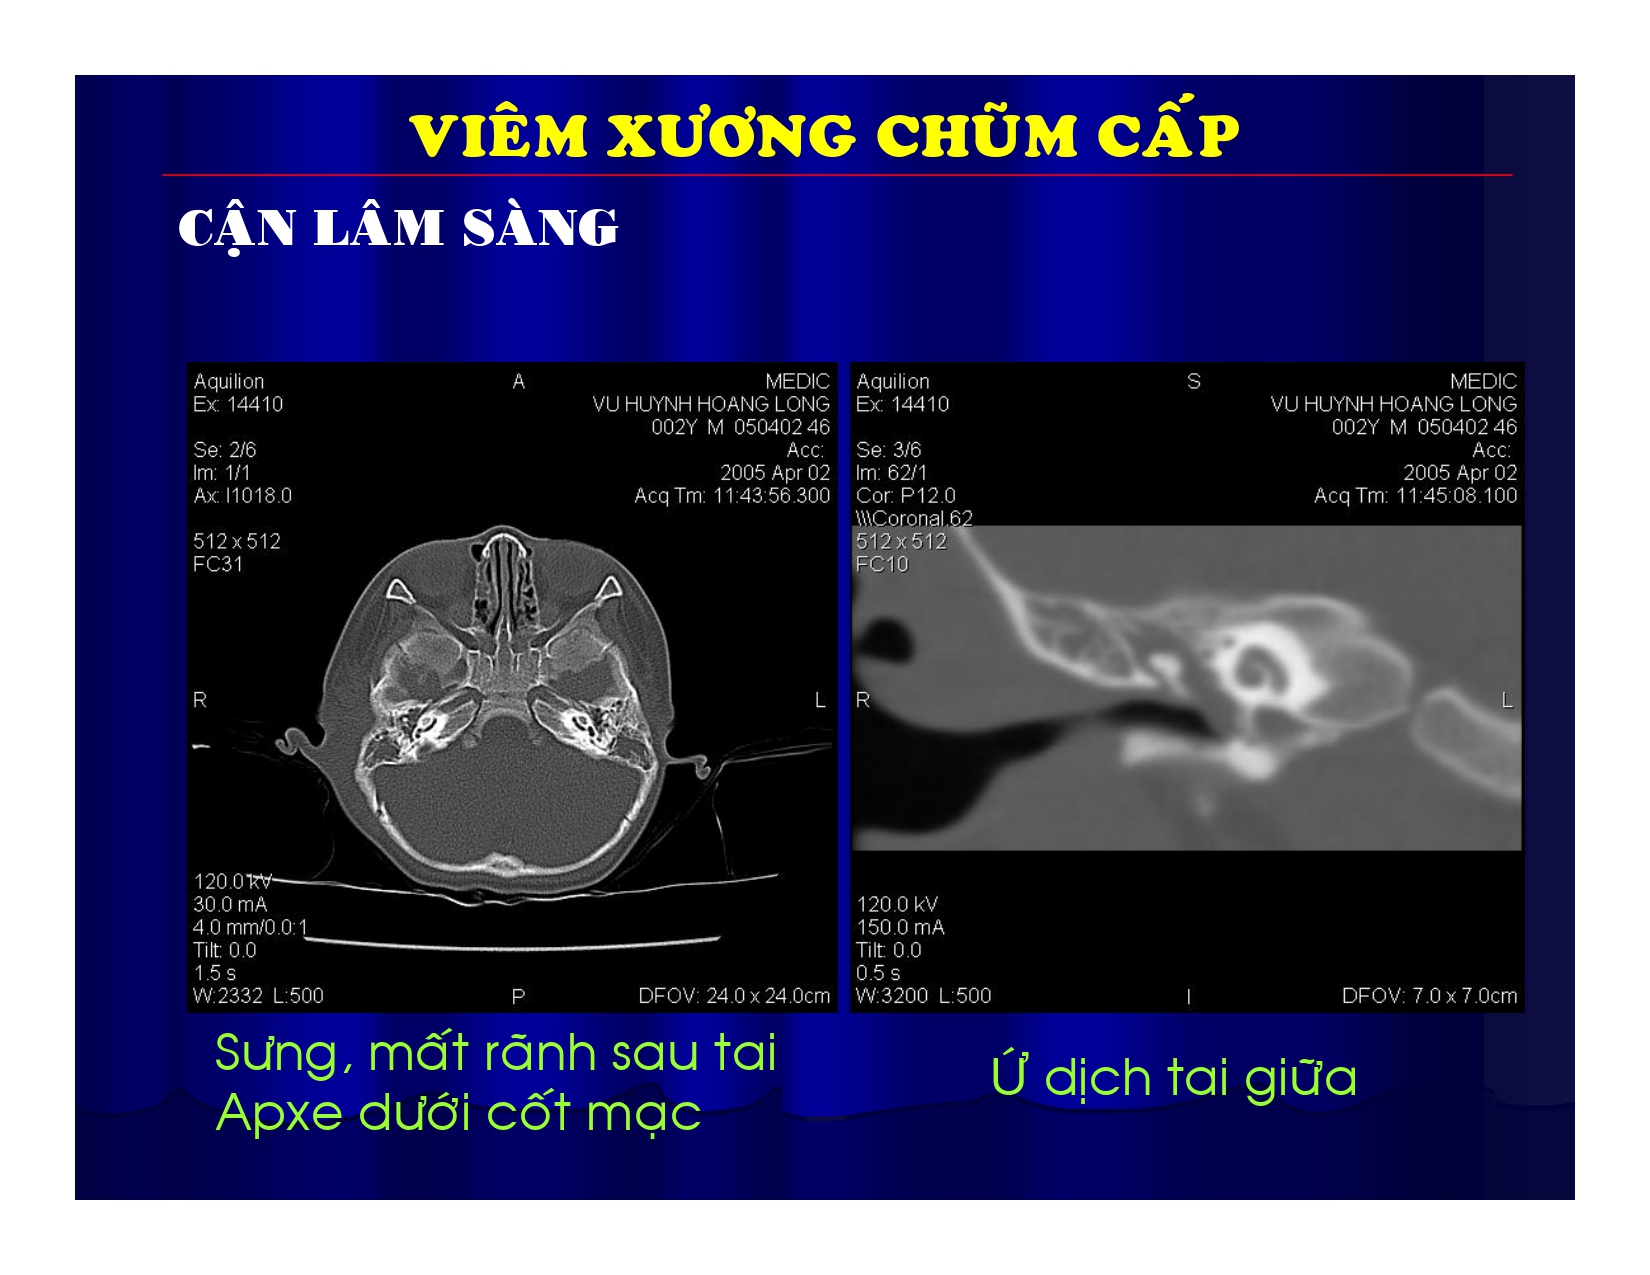 VIÊM XƯƠNG CHŨM CẤP
CẬN LÂM SÀNG
Aquilion
A
MEDIC
Ex: 14410
VU HUYNH HOANG LONG
002Y M 050402 46
Se: 2/6
Acc:
Im: 1/1
2005 Apr 02
Ax: I1018.0
Acq Tm: 11:43:56.300
512 x 512
FC31
R
L
120.0 kV
30.0 mA
4.0 mm/0.0:1
Tilt: 0.0
1.5 s
W:2332 L:500
P
DFOV: 24.0 x 24.0cm
Aquilion
S
MEDIC
Ex: 14410
VU HUYNH HOANG LONG
002Y M 050402 46
Se: 3/6
Acc:
Im: 62/1
2005 Apr 02
Cor: P12.0
Acq Tm: 11:45:08.100
\\\Coronal.62
512 x 512
FC10
R
L
120.0 kV
150.0 mA
Tilt: 0.0
0.5 s
W:3200 L:500
I
DFOV: 7.0 x 7.0cm
Sưng, mất rãnh sau tai
Apxe dưới cốt mạc
Ứ dịch tai giữa